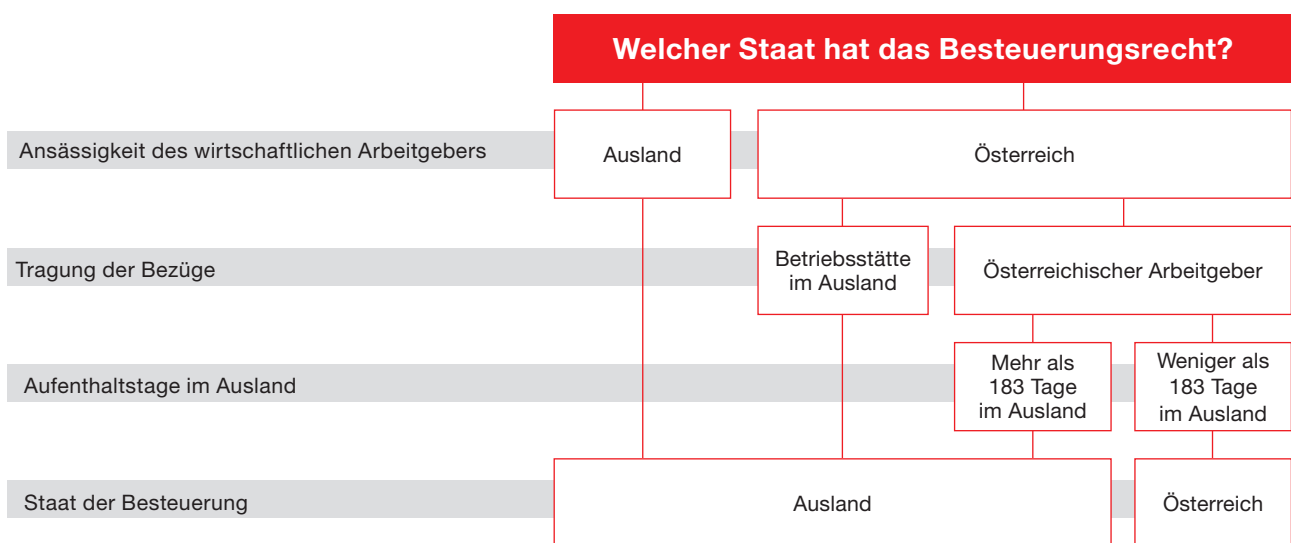 Welcher Staat hat das Besteuerungsrecht?
Ansässigkeit des wirtschaftlichen Arbeitgebers
Ausland
Österreich
Tragung der Bezüge
Betriebsstätte
im Ausland
Österreichischer Arbeitgeber
Aufenthaltstage im Ausland
Mehr als
183 Tage
im Ausland
Weniger als
183 Tage
im Ausland
Staat der Besteuerung
Ausland
Österreich